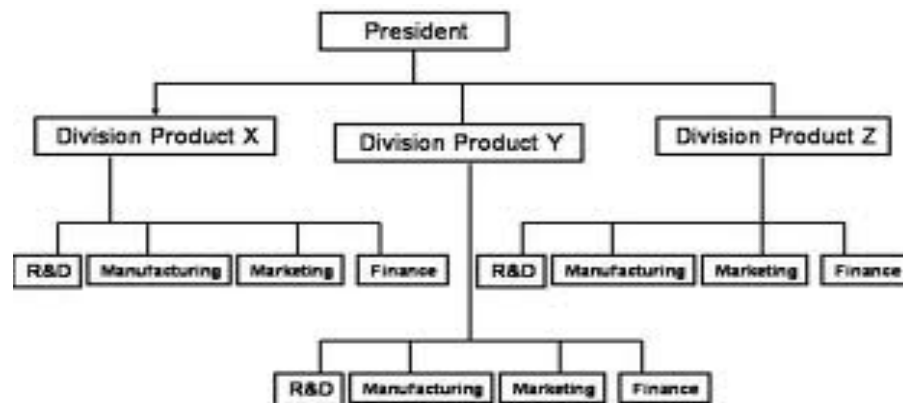 President
Division Product X
Division Product Y
Division Product Z
R&D
Manufacturing
Marketing
Finance
R&D
Manufacturing
Marketing
Finance
R&D
Manufacturing
Marketing
Finance